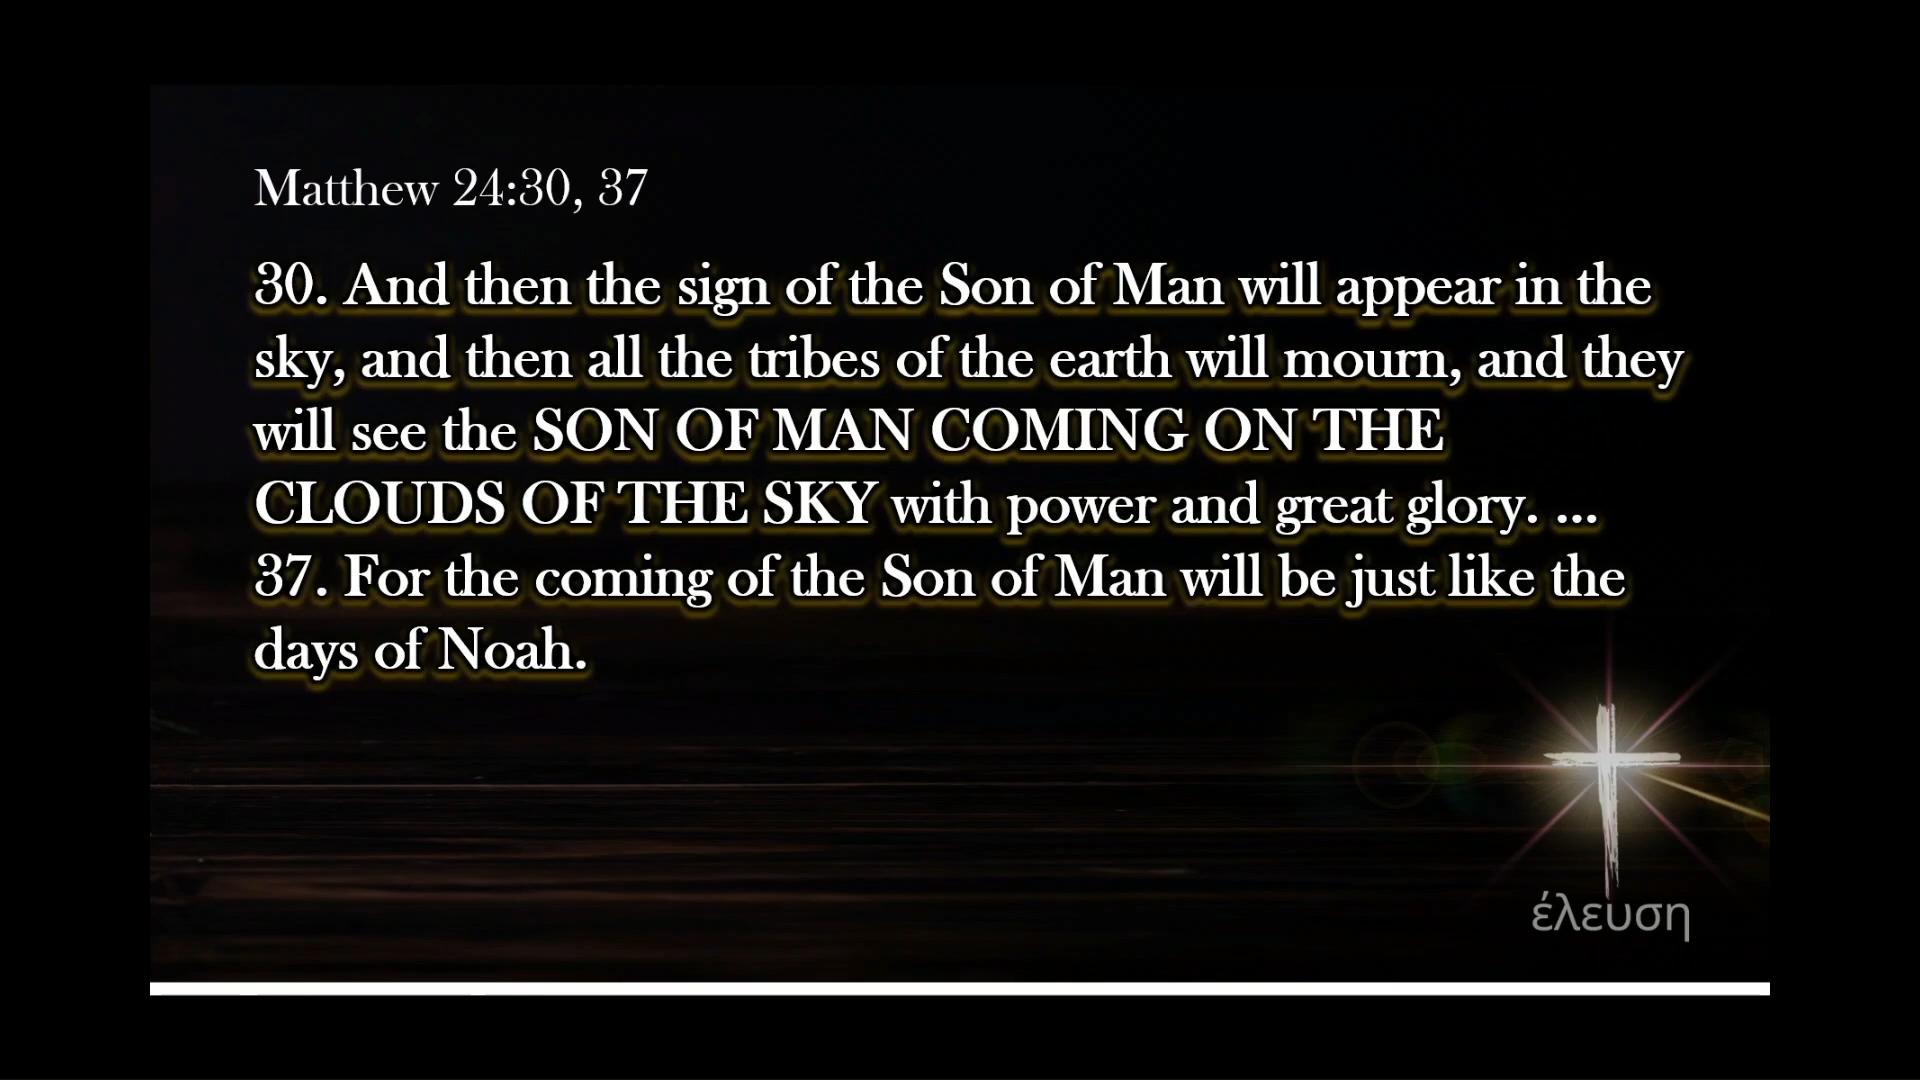 Matthew 24:30, 37
30. And then the sign of the Son of Man will appear in the
sky, and then all the tribes of the earth will mourn, and they
will see the SON OF MAN COMING ON THE
CLOUDS OF THE SKY with power and great glory. ...
37. For the coming of the Son of Man will be just like the
days of Noah.
έλευση